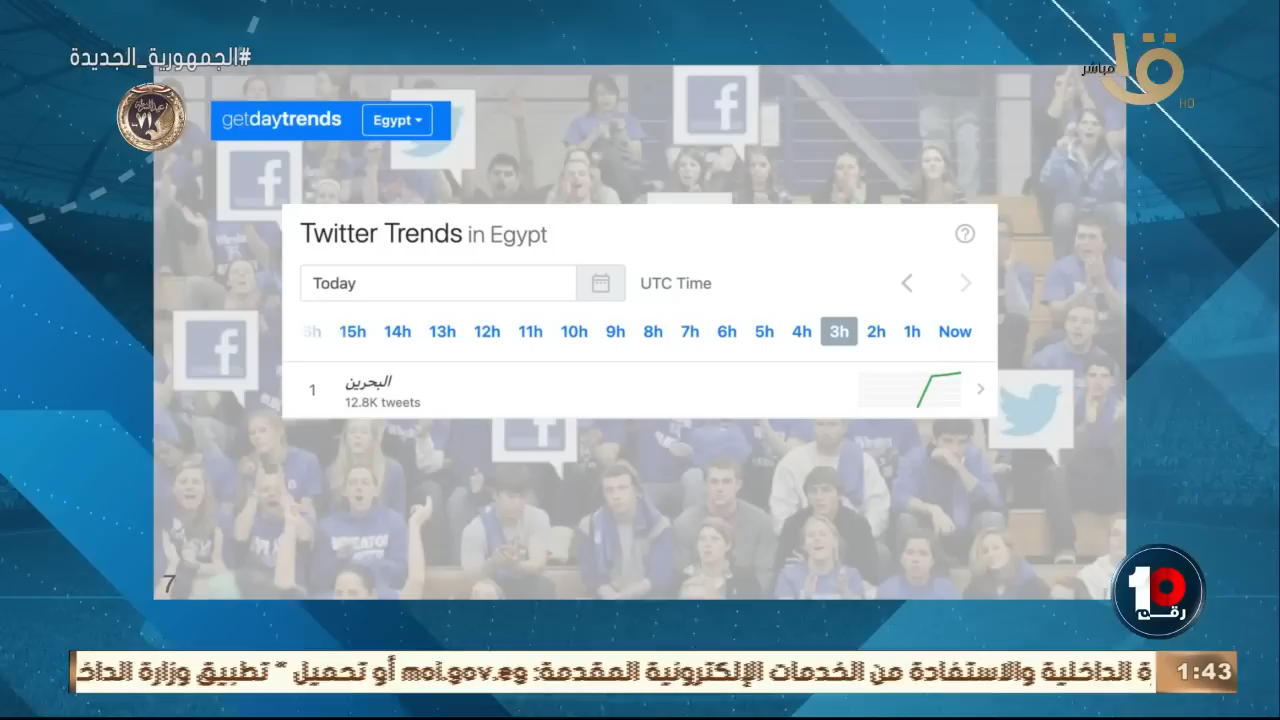 #الجمهورية_الجديدة
مباشر
HD
getdaytrends Egypt
Twitter Trends in Egypt
Today
UTC Time
15h 14h 13h 12h 11h 10h 9h 8h 7h 6h 5h 4h 3h 2h 1h Now
1 البحرين
12.8K tweets
7
10
رقم
ة الداخلية والاستفادة من الخدمات الإلكترونية المقدمة: moi.gov.eg أو تحميل " تطبيق وزارة الداخ
1:43